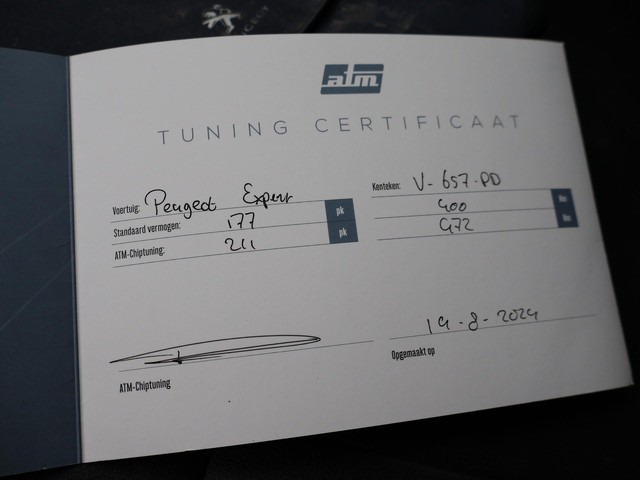 atm
TUNING CERTIFICAAT
Voertuig: Peugeot Expert
Kenteken: V-657-PD
Standaard vermogen: 177 pk
400 Nm
ATM-Chiptuning: 211 pk
472 Nm
19-8-2024
ATM-Chiptuning
Opgemaakt op